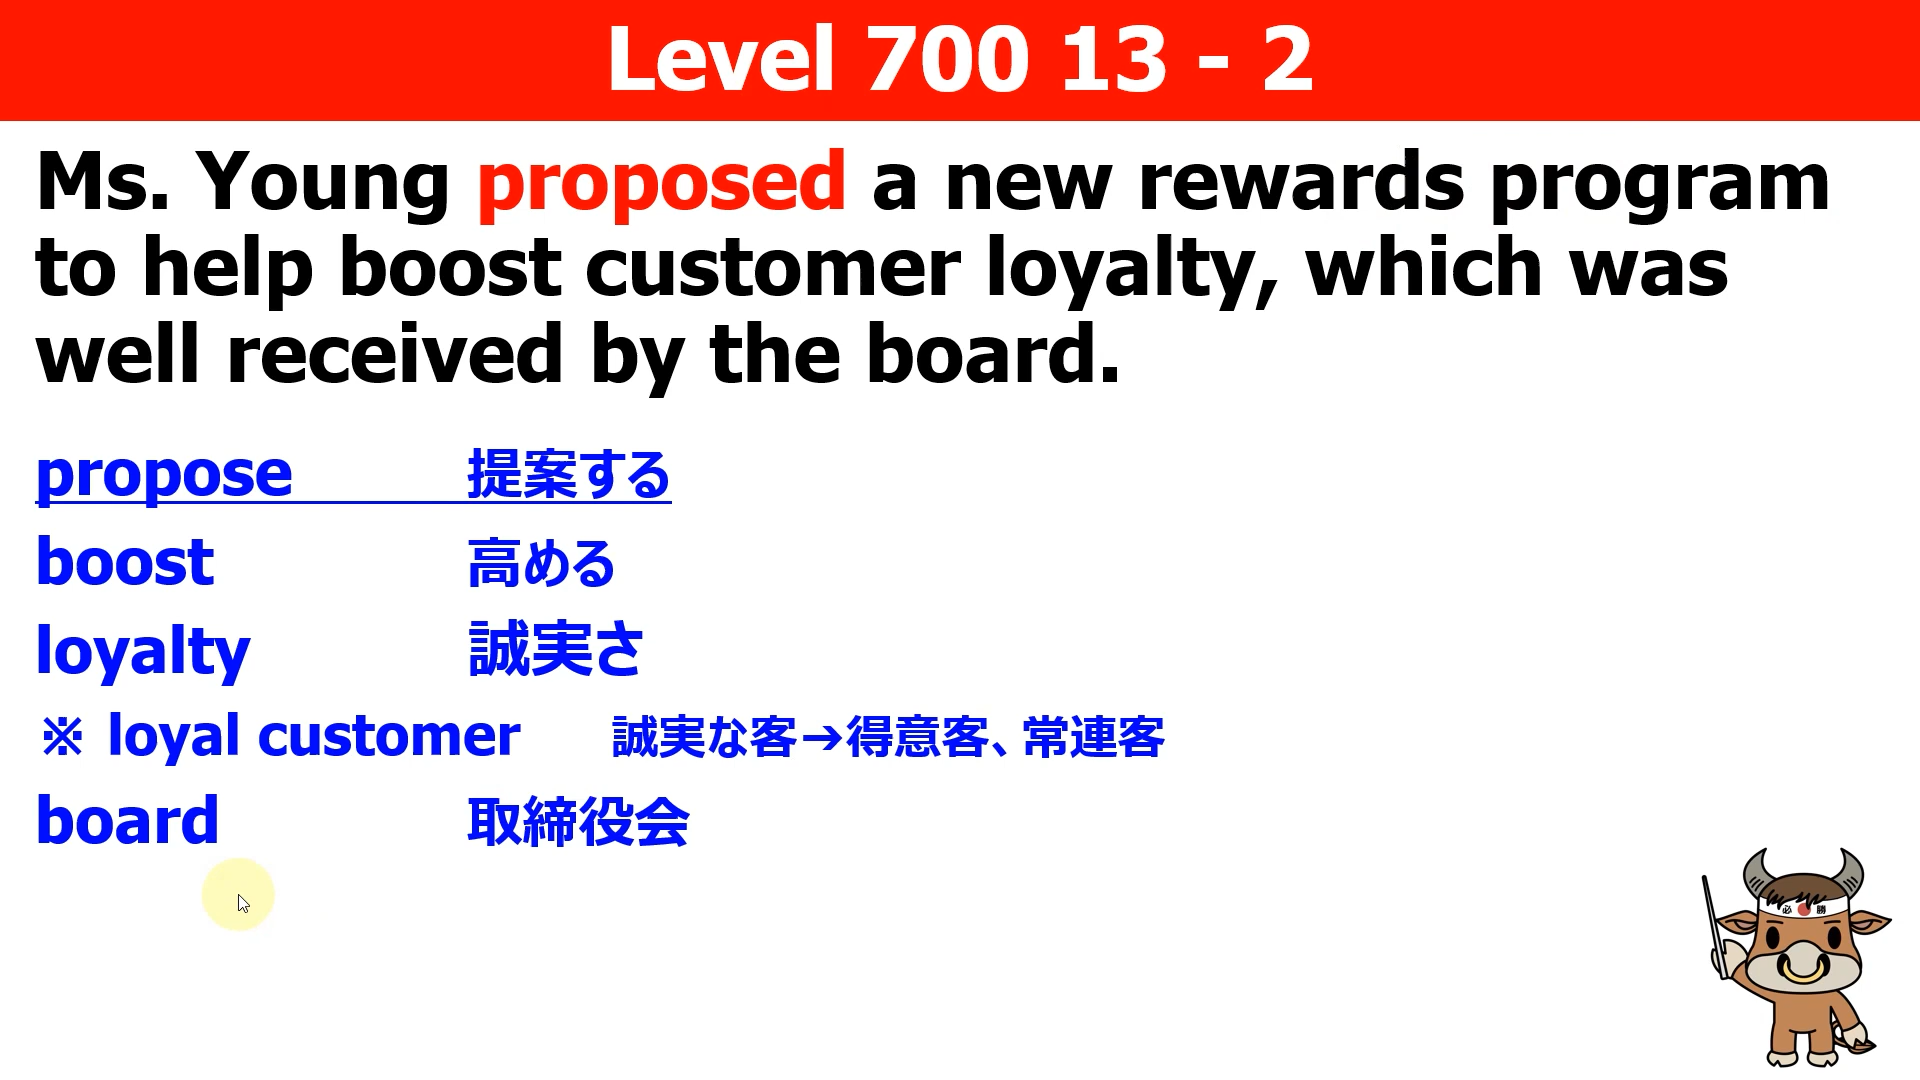 Level 700 13 - 2
Ms. Young proposed a new rewards program
to help boost customer loyalty, which was
well received by the board.
propose 提案する
boost 高める
loyalty 誠実さ
※ loyal customer 誠実な客→得意客、常連客
board 取締役会
必 勝